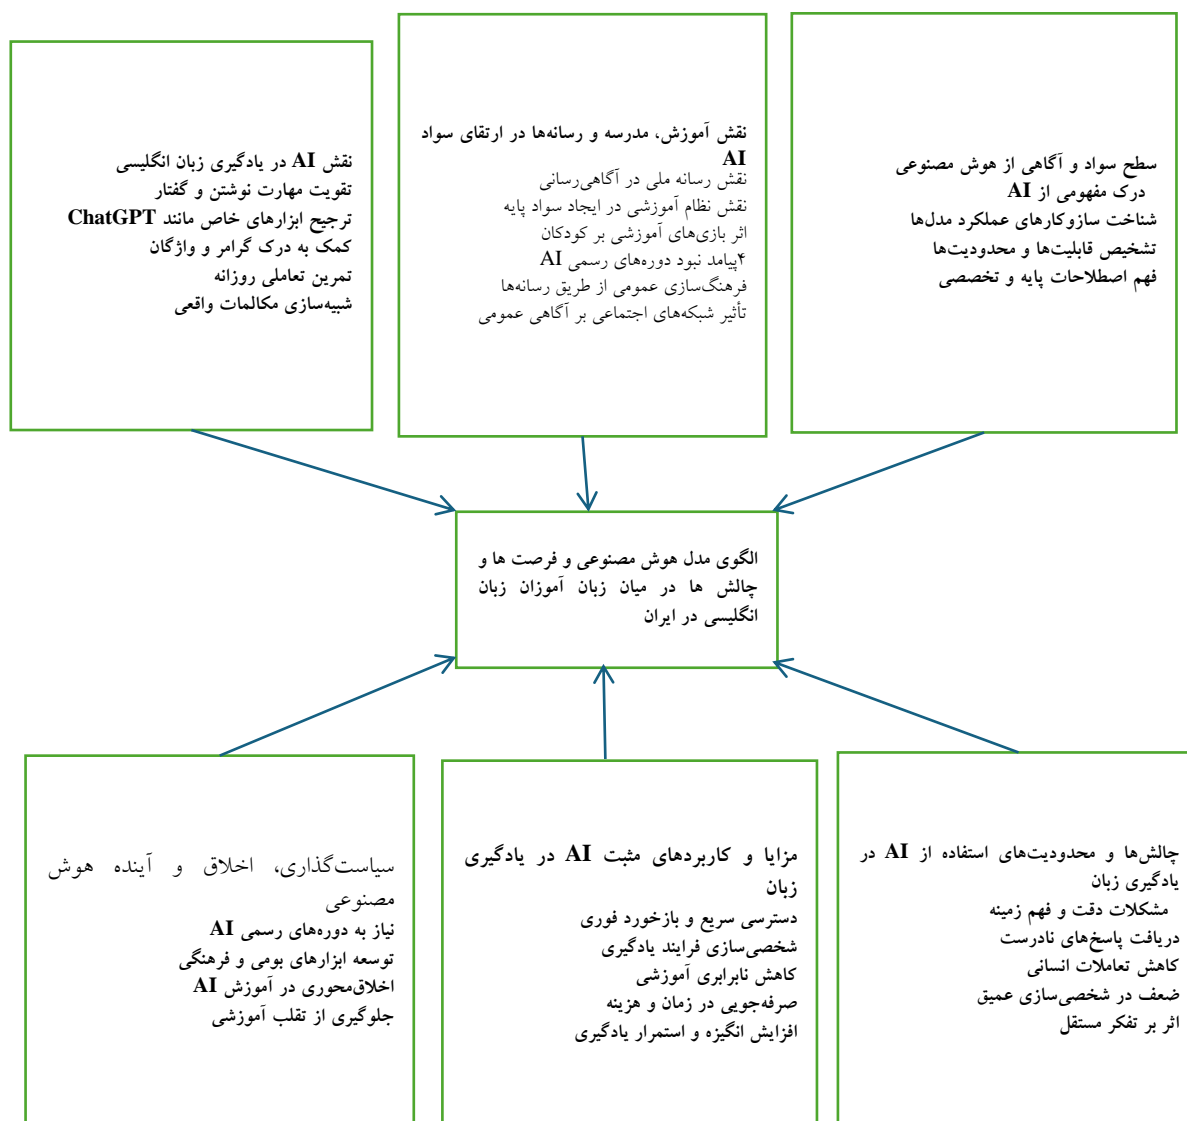 سطح سواد و آگاهی از هوش مصنوعی
درک مفهومی از AI
شناخت سازوکارهای عملکرد مدل‌ها
تشخیص قابلیت‌ها و محدودیت‌ها
فهم اصطلاحات پایه و تخصصی
نقش آموزش، مدرسه و رسانه‌ها در ارتقای سواد
AI
نقش رسانه ملی در آگاهی‌رسانی
نقش نظام آموزشی در ایجاد سواد پایه
اثر بازی‌های آموزشی بر کودکان
۴پیامد نبود دوره‌های رسمی AI
فرهنگ‌سازی عمومی از طریق رسانه‌ها
تأثیر شبکه‌های اجتماعی بر آگاهی عمومی
نقش AI در یادگیری زبان انگلیسی
تقویت مهارت نوشتن و گفتار
ترجیح ابزارهای خاص مانند ChatGPT
کمک به درک گرامر و واژگان
تمرین تعاملی روزانه
شبیه‌سازی مکالمات واقعی
الگوی مدل هوش مصنوعی و فرصت ها و
چالش ها در میان زبان آموزان زبان
انگلیسی در ایران
چالش‌ها و محدودیت‌های استفاده از AI در
یادگیری زبان
مشکلات دقت و فهم زمینه
دریافت پاسخ‌های نادرست
کاهش تعاملات انسانی
ضعف در شخصی‌سازی عمیق
اثر بر تفکر مستقل
مزایا و کاربردهای مثبت AI در یادگیری
زبان
دسترسی سریع و بازخورد فوری
شخصی‌سازی فرایند یادگیری
کاهش نابرابری آموزشی
صرفه‌جویی در زمان و هزینه
افزایش انگیزه و استمرار یادگیری
سیاست‌گذاری، اخلاق و آینده هوش
مصنوعی
نیاز به دوره‌های رسمی AI
توسعه ابزارهای بومی و فرهنگی
اخلاق‌محوری در آموزش AI
جلوگیری از تقلب آموزشی